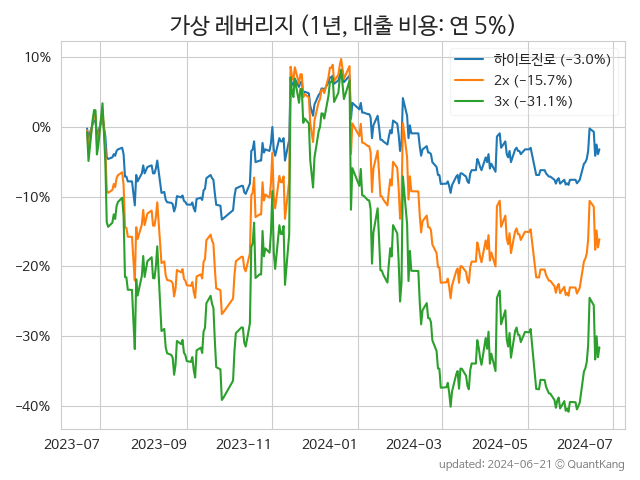 가상 레버리지 (1년, 대출 비용: 연 5%)
하이트진로 (−3.0%)
2x (−15.7%)
3x (−31.1%)
10%
0%
−10%
−20%
−30%
−40%
2023-07
2023-09
2023-11
2024-01
2024-03
2024-05
2024-07
updated: 2024-06-21 © QuantKang